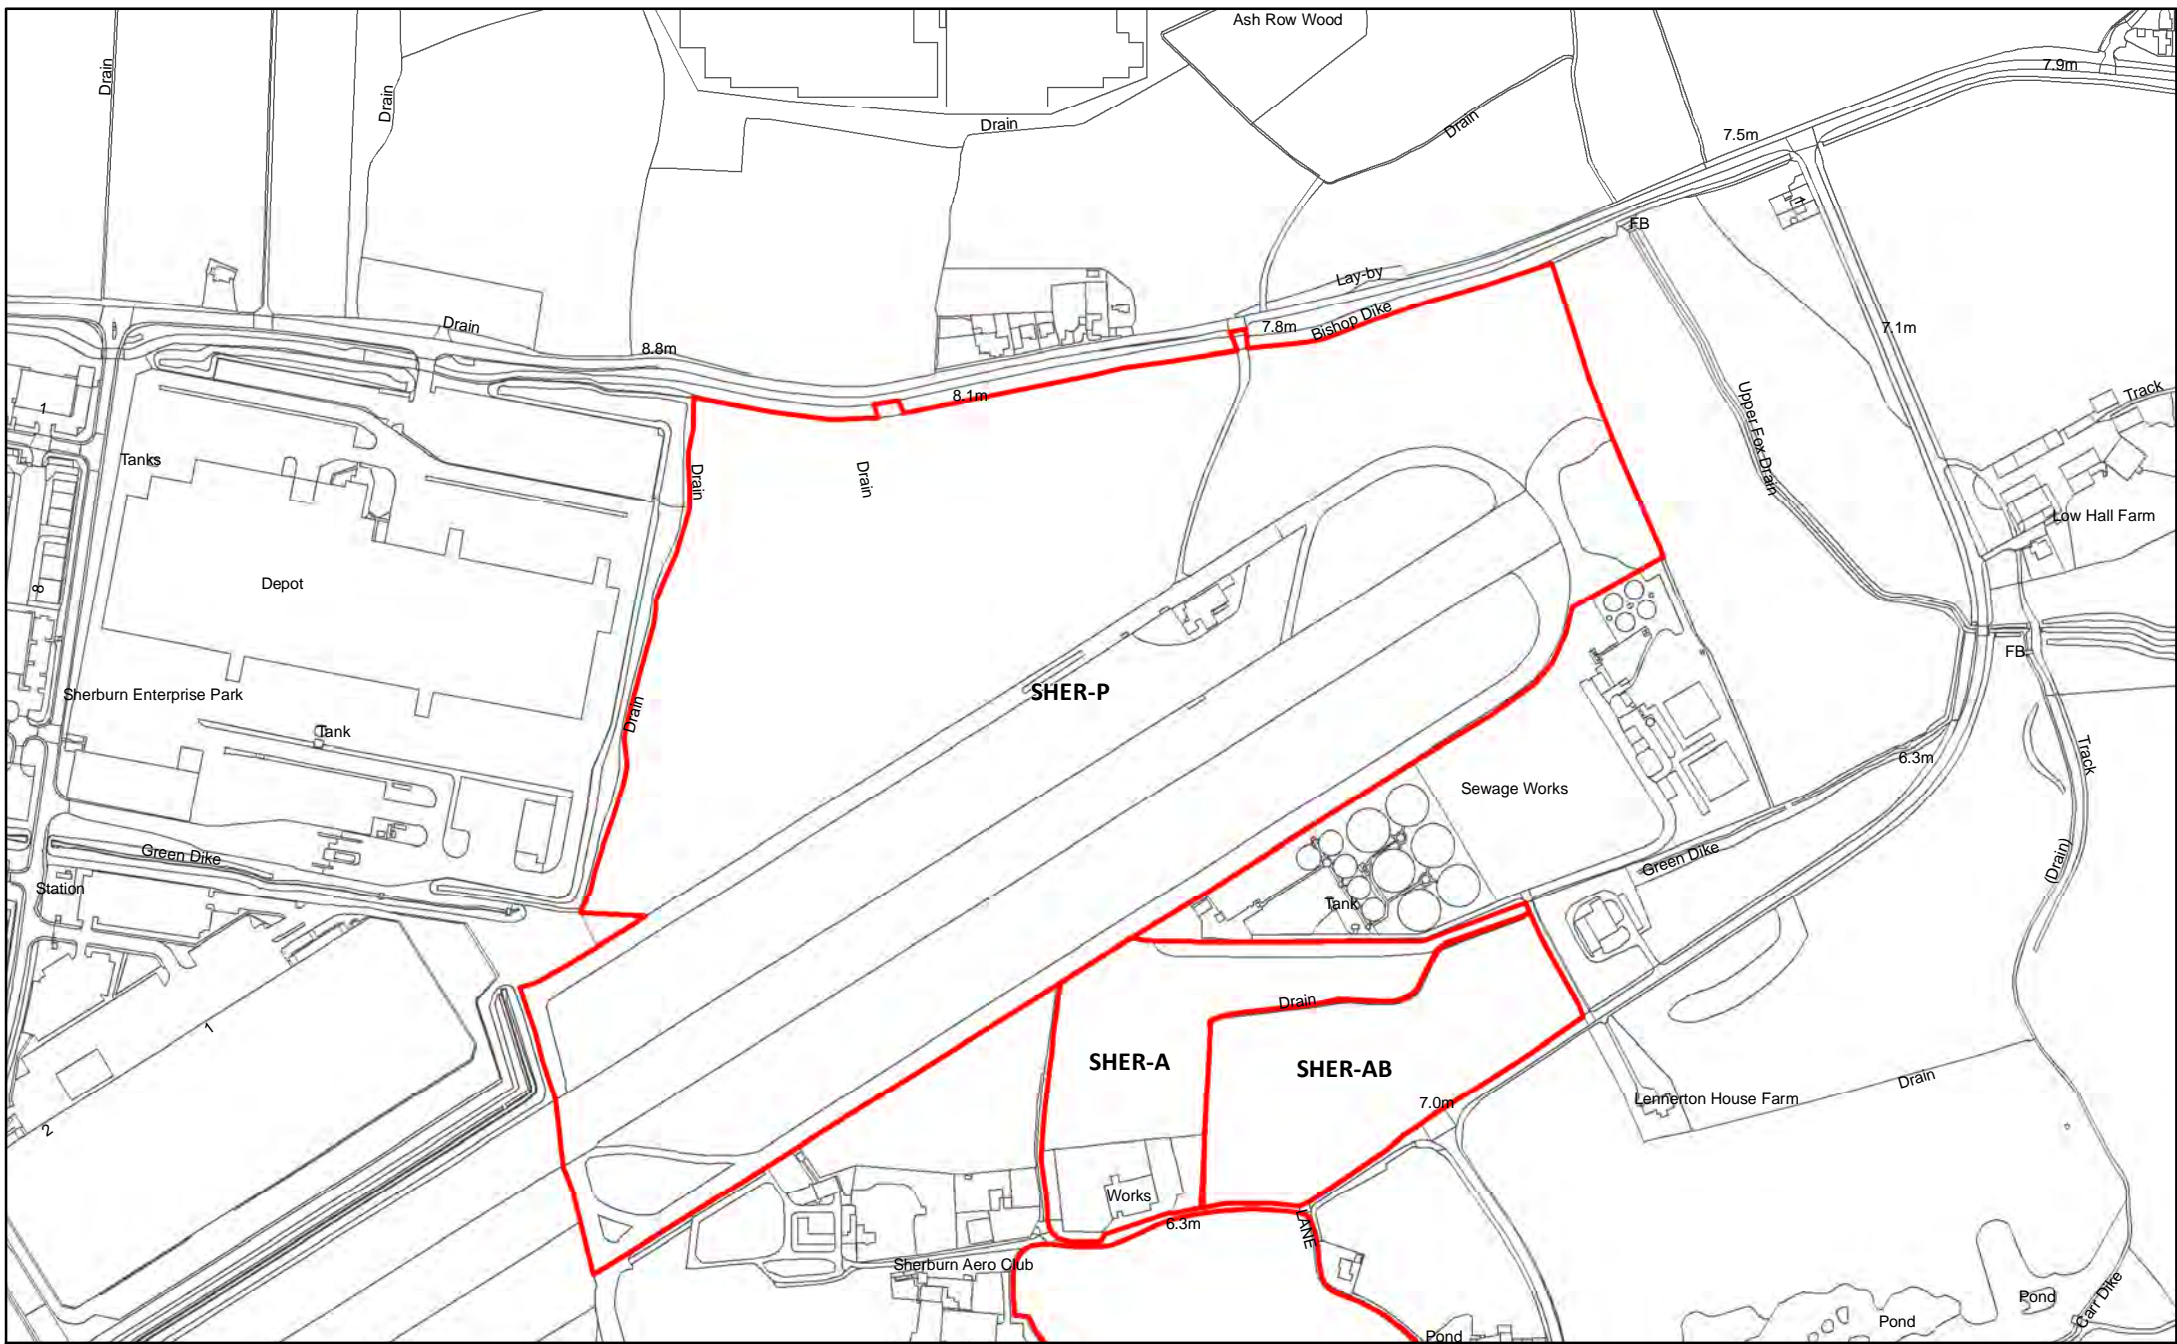 Ash Row Wood
7.9m
Drain
Drain
Drain
Drain
7.5m
FB
Lay-by
7.1m
Drain
7.8m
Bishop Dike
8.8m
8.1m
Track
1
Upper Fox Drain
Tanks
Drain
Drain
Low Hall Farm
Depot
8
FB
SHER-P
Sherburn Enterprise Park
Drain
Tank
Track
6.3m
Sewage Works
Green Dike
Green Dike
(Drain)
Station
Tank
Drain
1
SHER-A
SHER-AB
Drain
7.0m
Lennerton House Farm
2
Works
6.3m
LANE
Sherburn Aero Club
Pond
Carr Dike
Pond
Pond